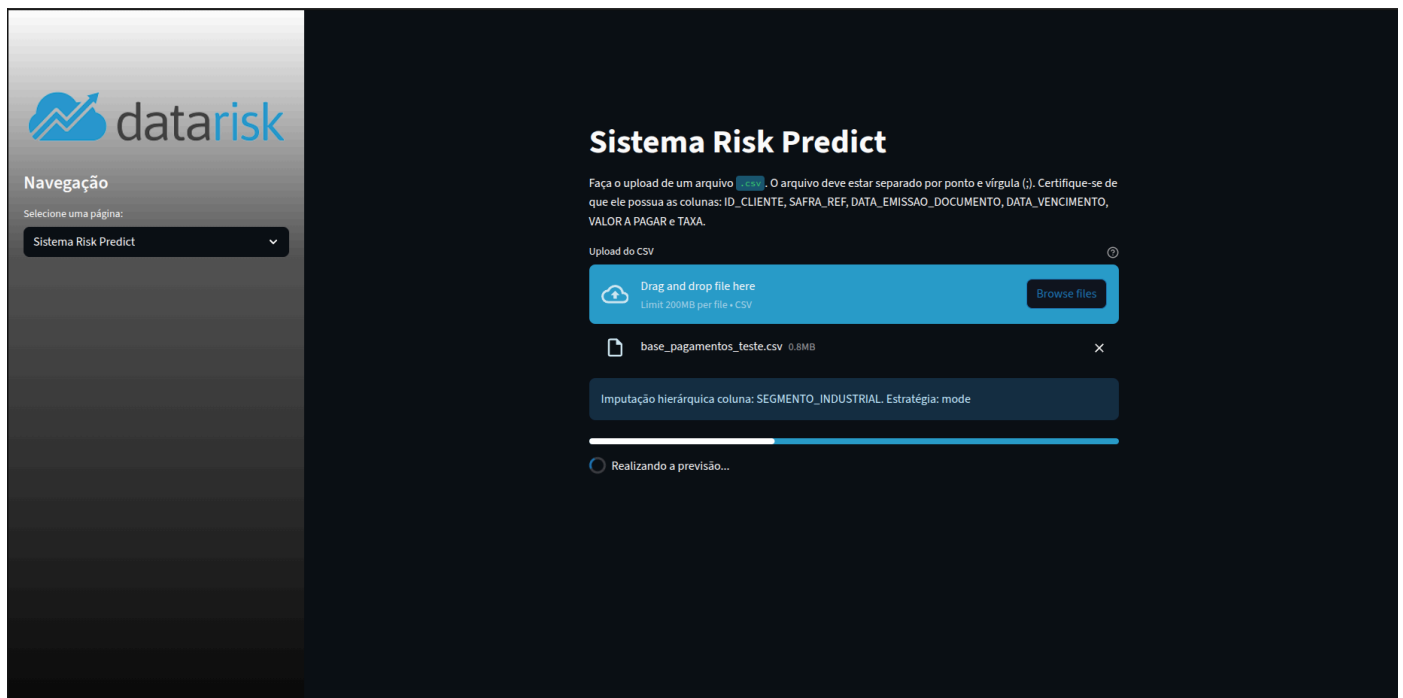 datarisk
Navegação
Selecione uma página:
Sistema Risk Predict
Sistema Risk Predict
Faça o upload de um arquivo .csv. O arquivo deve estar separado por ponto e vírgula (;). Certifique-se de
que ele possua as colunas: ID_CLIENTE, SAFRA_REF, DATA_EMISSAO_DOCUMENTO, DATA_VENCIMENTO,
VALOR A PAGAR e TAXA.
Upload do CSV
Drag and drop file here
Limit 200MB per file • CSV
Browse files
base_pagamentos_teste.csv 0.8MB
Imputação hierárquica coluna: SEGMENTO_INDUSTRIAL. Estratégia: mode
Realizando a previsão...